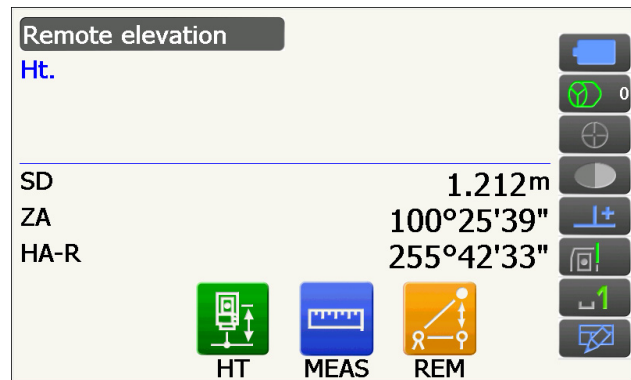 Remote elevation
Ht.
0
SD 1.212m
ZA 100°25'39"
HA-R 255°42'33"
1
HT MEAS REM